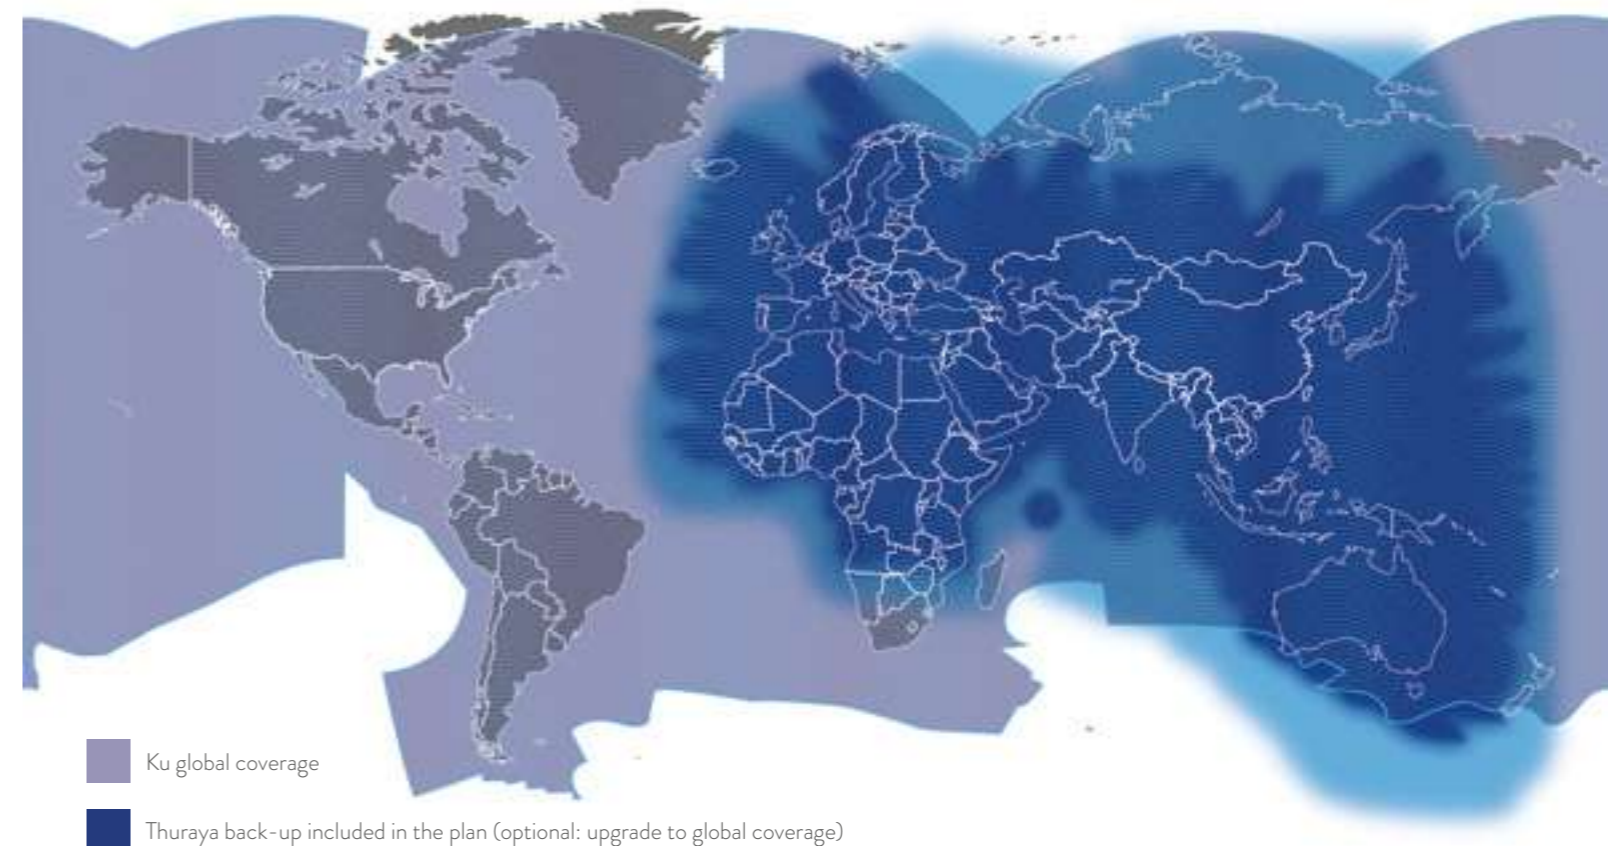 Ku global coverage
Thuraya back-up included in the plan (optional: upgrade to global coverage)